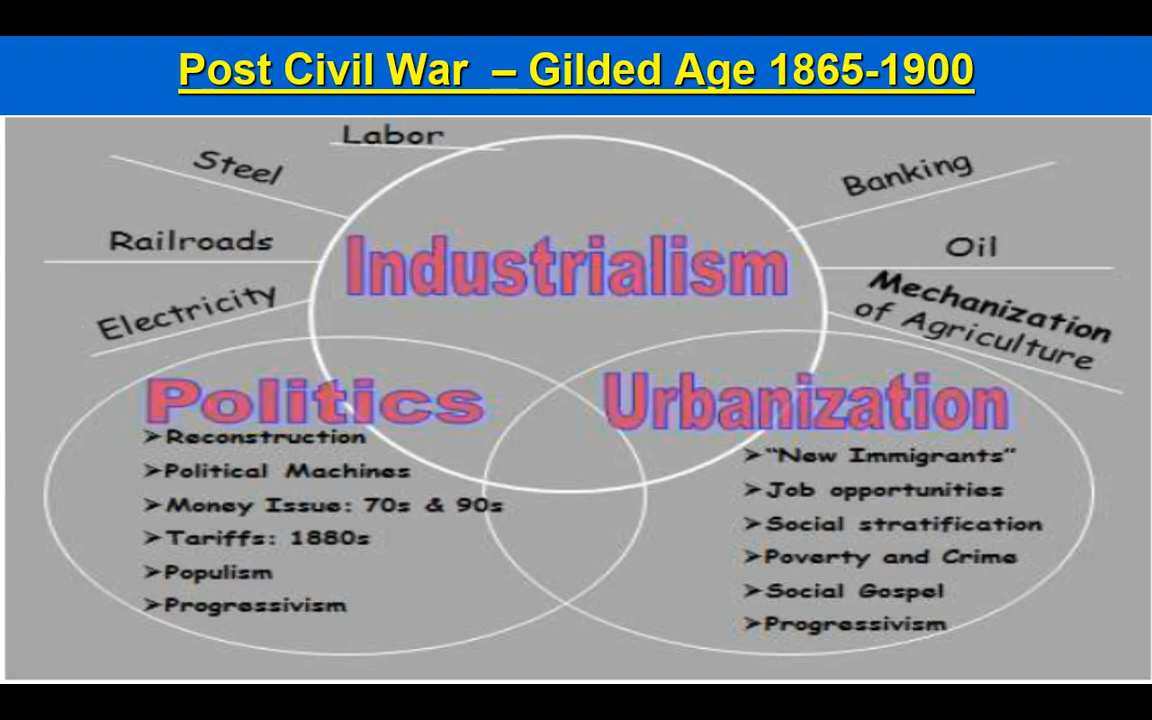 Post Civil War – Gilded Age 1865-1900
Labor
Steel
Railroads
Electricity
Banking
Oil
Mechanization
of Agriculture
Industrialism
Politics
➢Reconstruction
➢Political Machines
➢Money Issue: 70s & 90s
➢Tariffs: 1880s
➢Populism
➢Progressivism
Urbanization
➢“New Immigrants”
➢Job opportunities
➢Social stratification
➢Poverty and Crime
➢Social Gospel
➢Progressivism